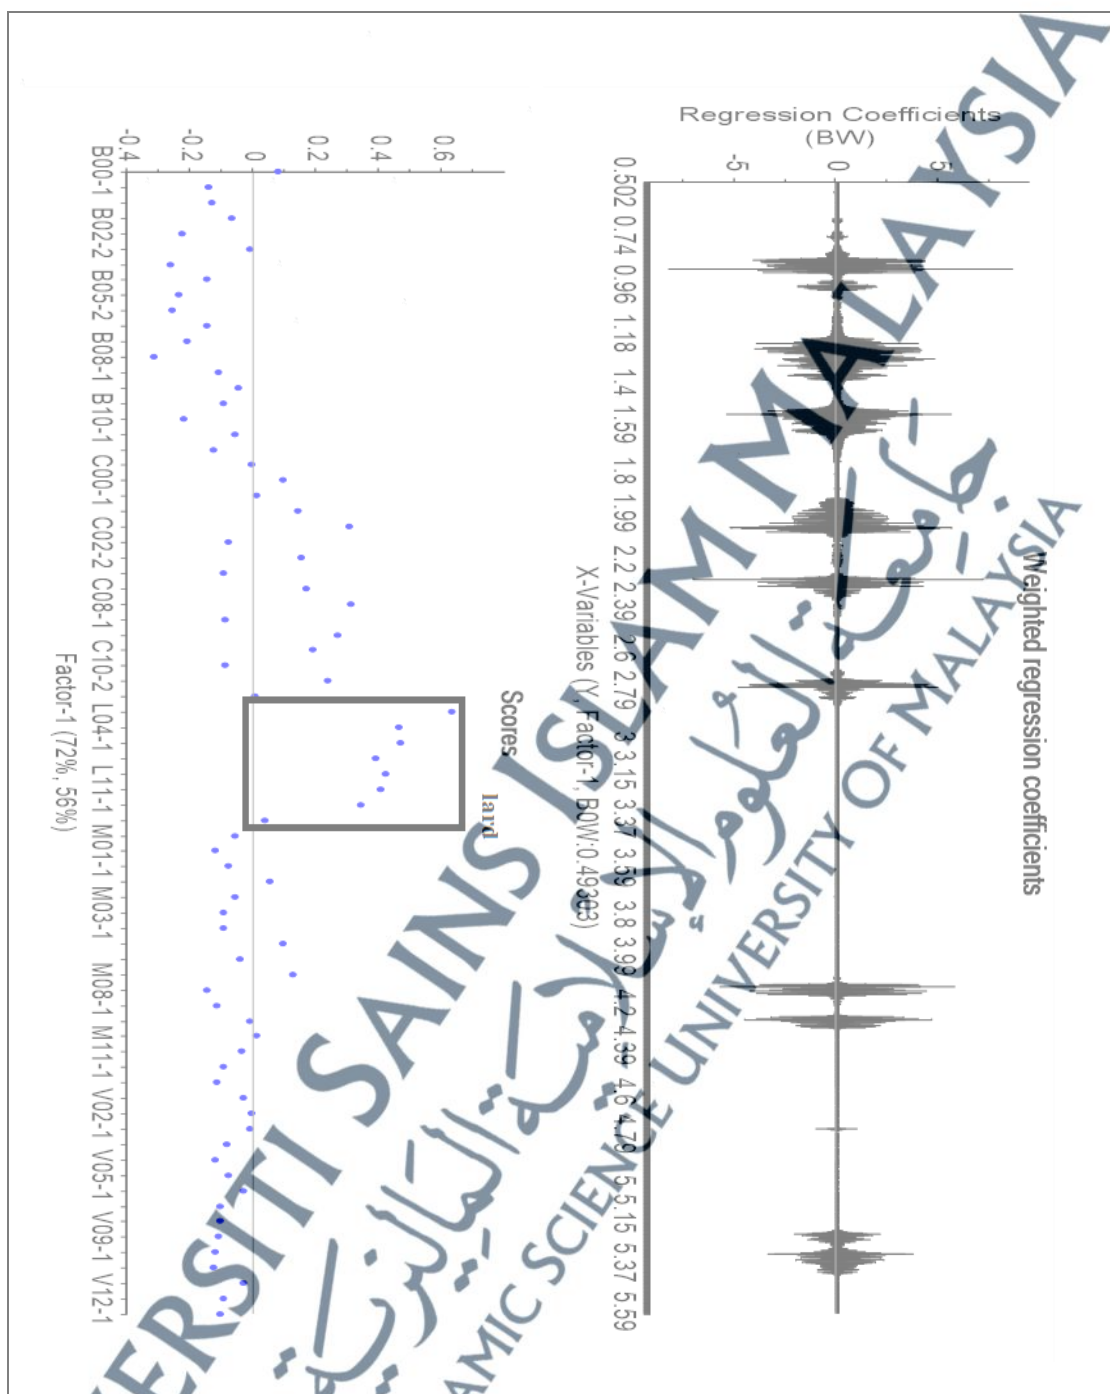 Weighted regression coefficients
Regression Coefficients
(BW)
5
0
-5
0.502 0.74 0.96 1.18 1.4 1.59 1.8 1.99 2.2 2.39 2.6 2.79 3 3.15 3.37 3.59 3.8 3.99 4.2 4.39 4.6 4.79 5 5.15 5.37 5.59
X-Variables (Y, Factor-1, B0W:0.49303)
Scores
lard
0.6
0.4
0.2
0
-0.2
-0.4
B00-1 B02-2 B05-2 B08-1 B10-1 C00-1 C02-2 C08-1 C10-2 L04-1 L11-1 M01-1 M03-1 M08-1 M11-1 V02-1 V05-1 V09-1 V12-1
Factor-1 (72%, 56%)
ERSITI SAINS ISLAM MALAYSIA
جامعة العلوم الإسلامية الماليزية
AMIC SCIENCE UNIVERSITY OF MALAYSIA